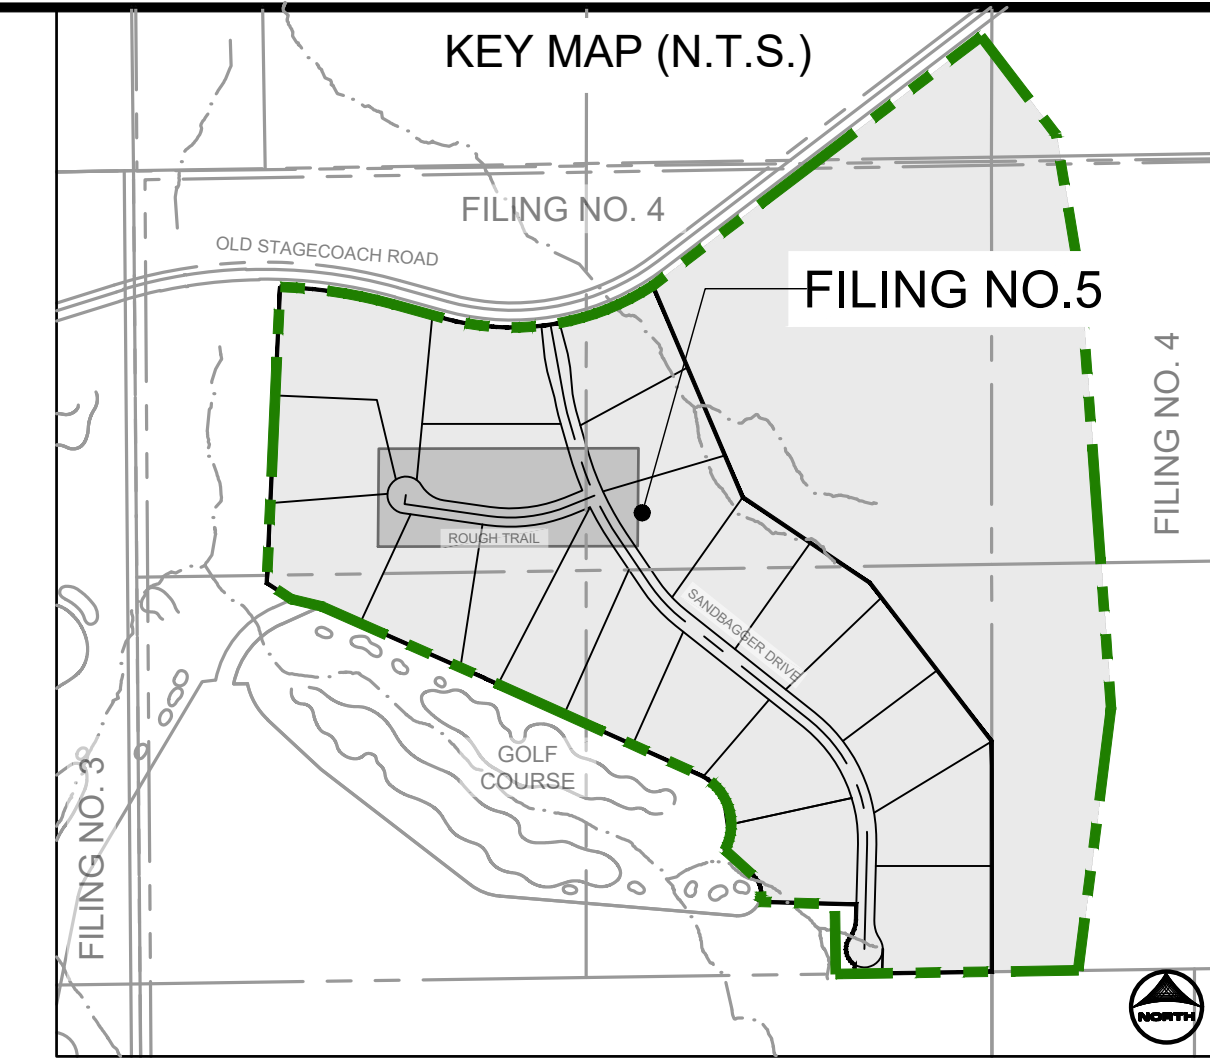 KEY MAP (N.T.S.)
FILING NO. 4
OLD STAGECOACH ROAD
FILING NO.5
FILING NO. 4
ROUGH TRAIL
SANDBAGGER DRIVE
GOLF
COURSE
FILING NO. 3
NORTH